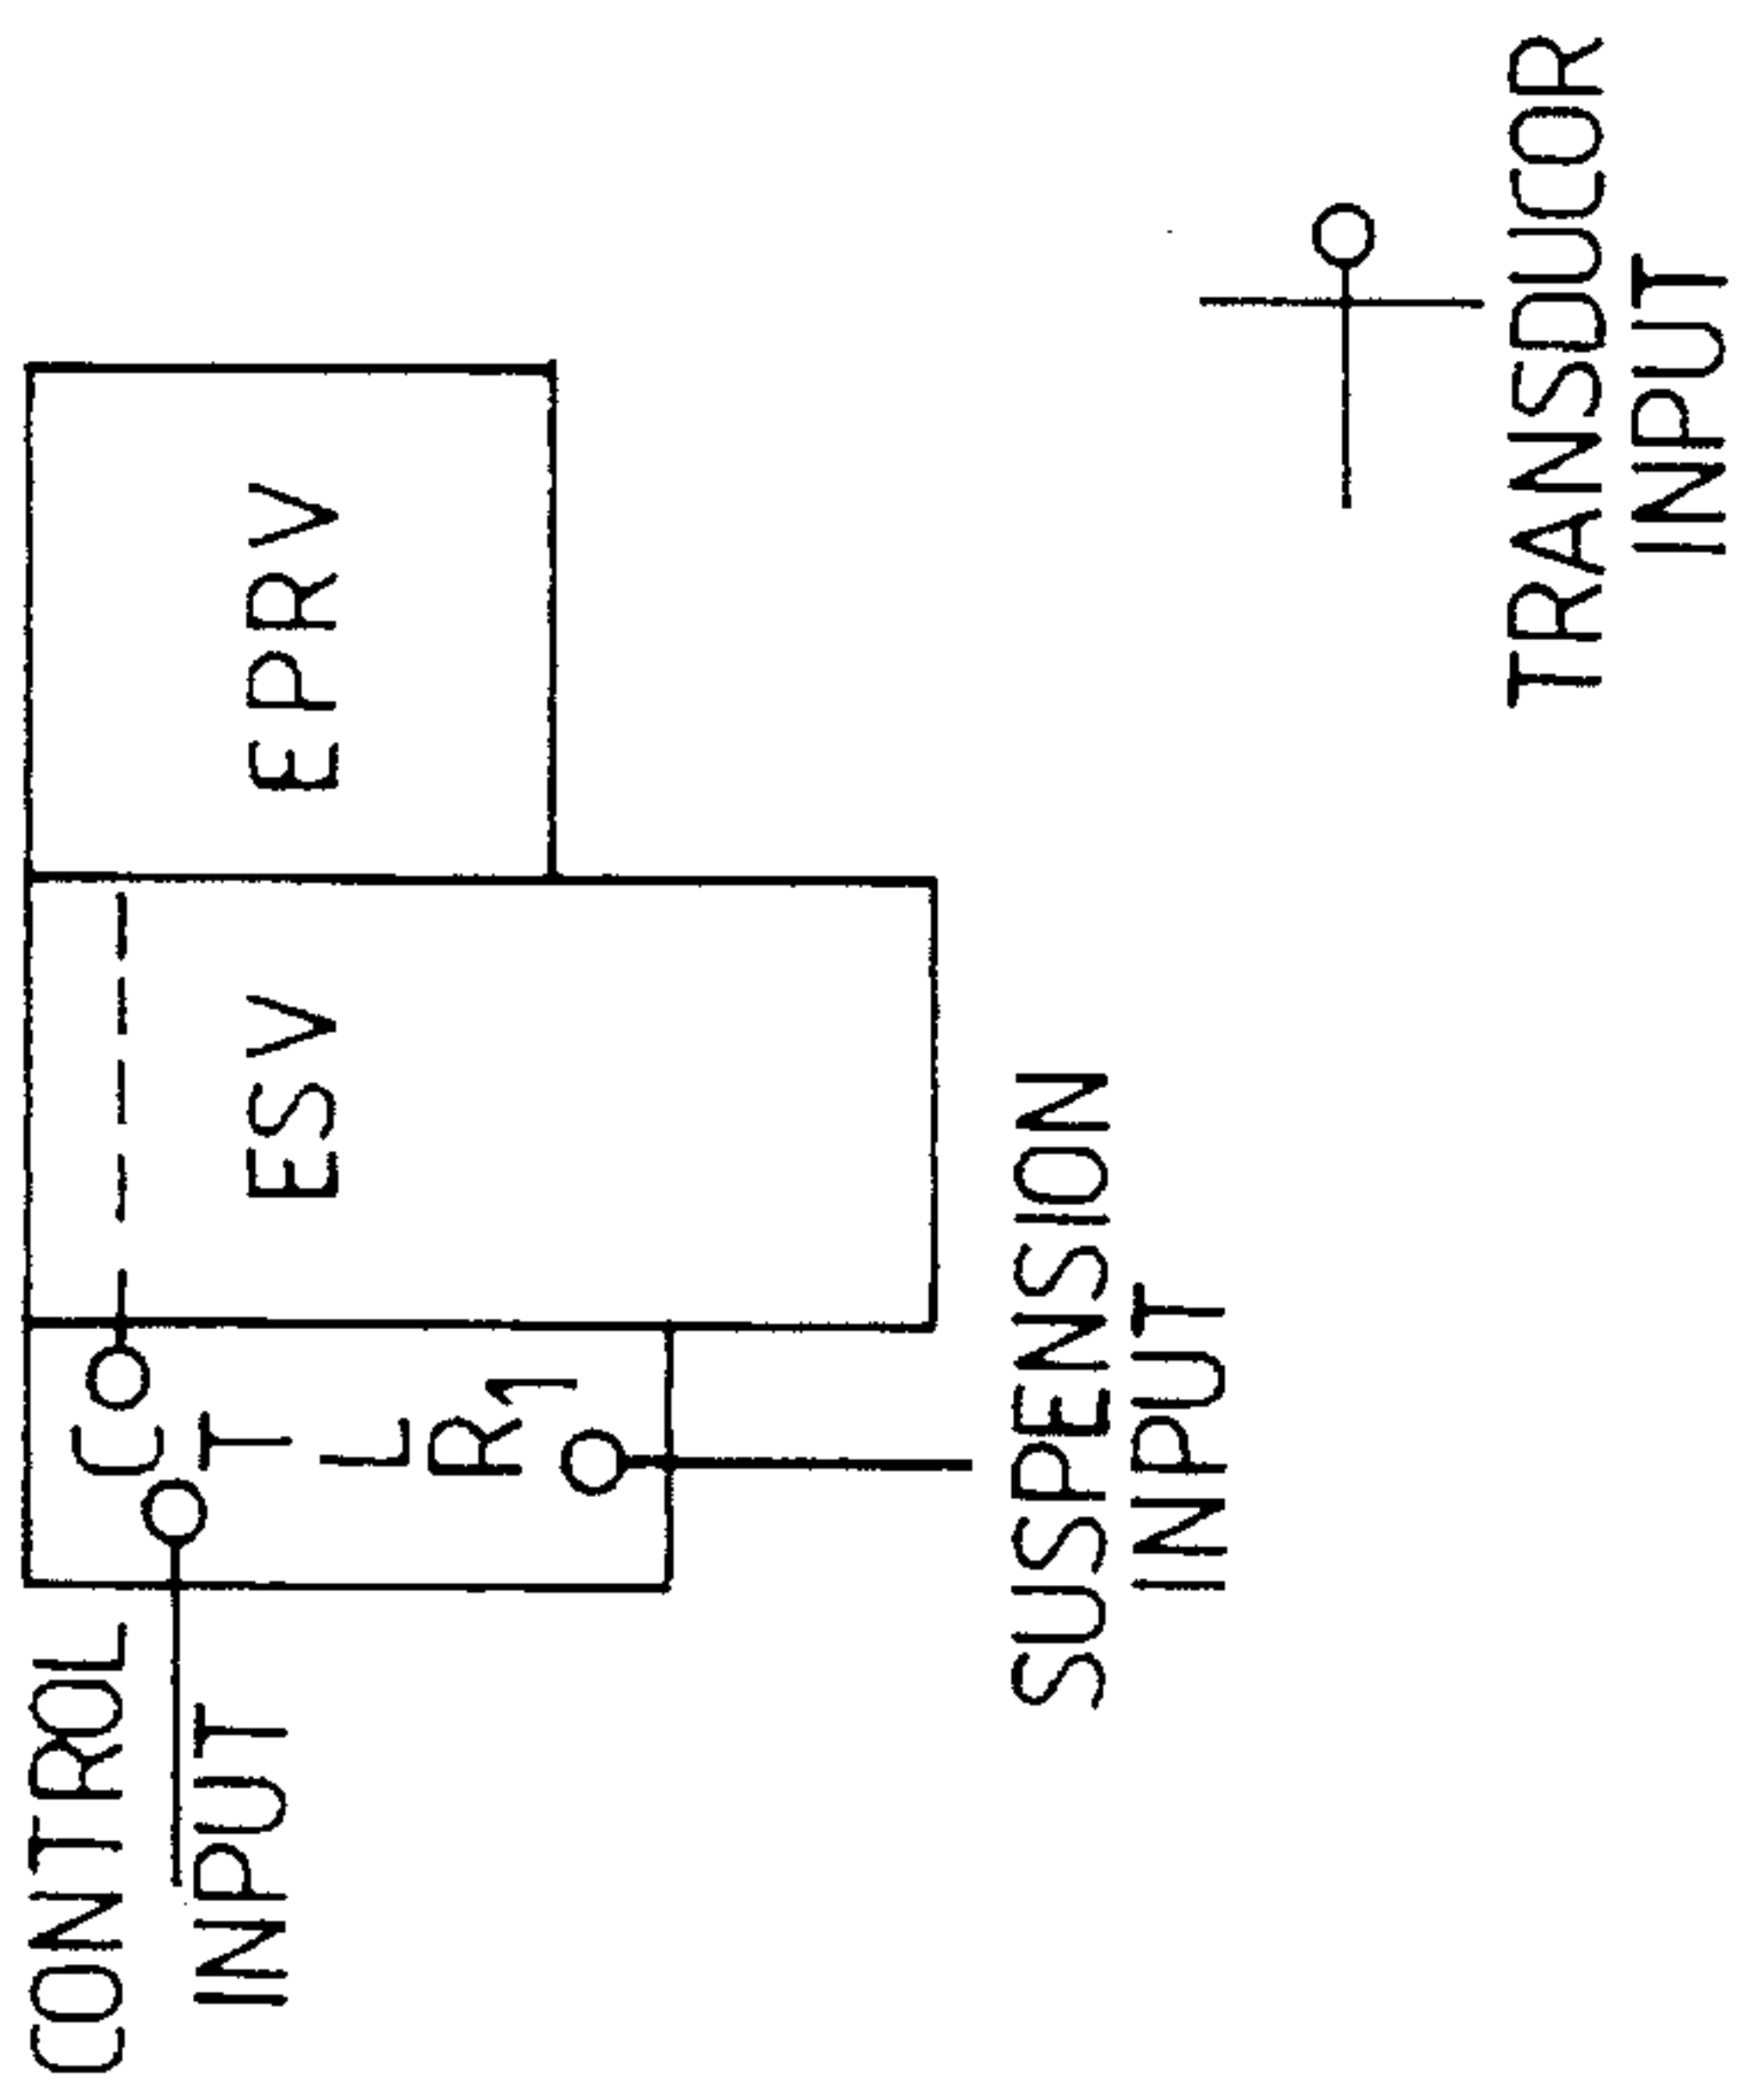 CONTROL
INPUT
CTLR1
ESV
EPRV
SUSPENSION
INPUT
TRANSDUCOR
INPUT